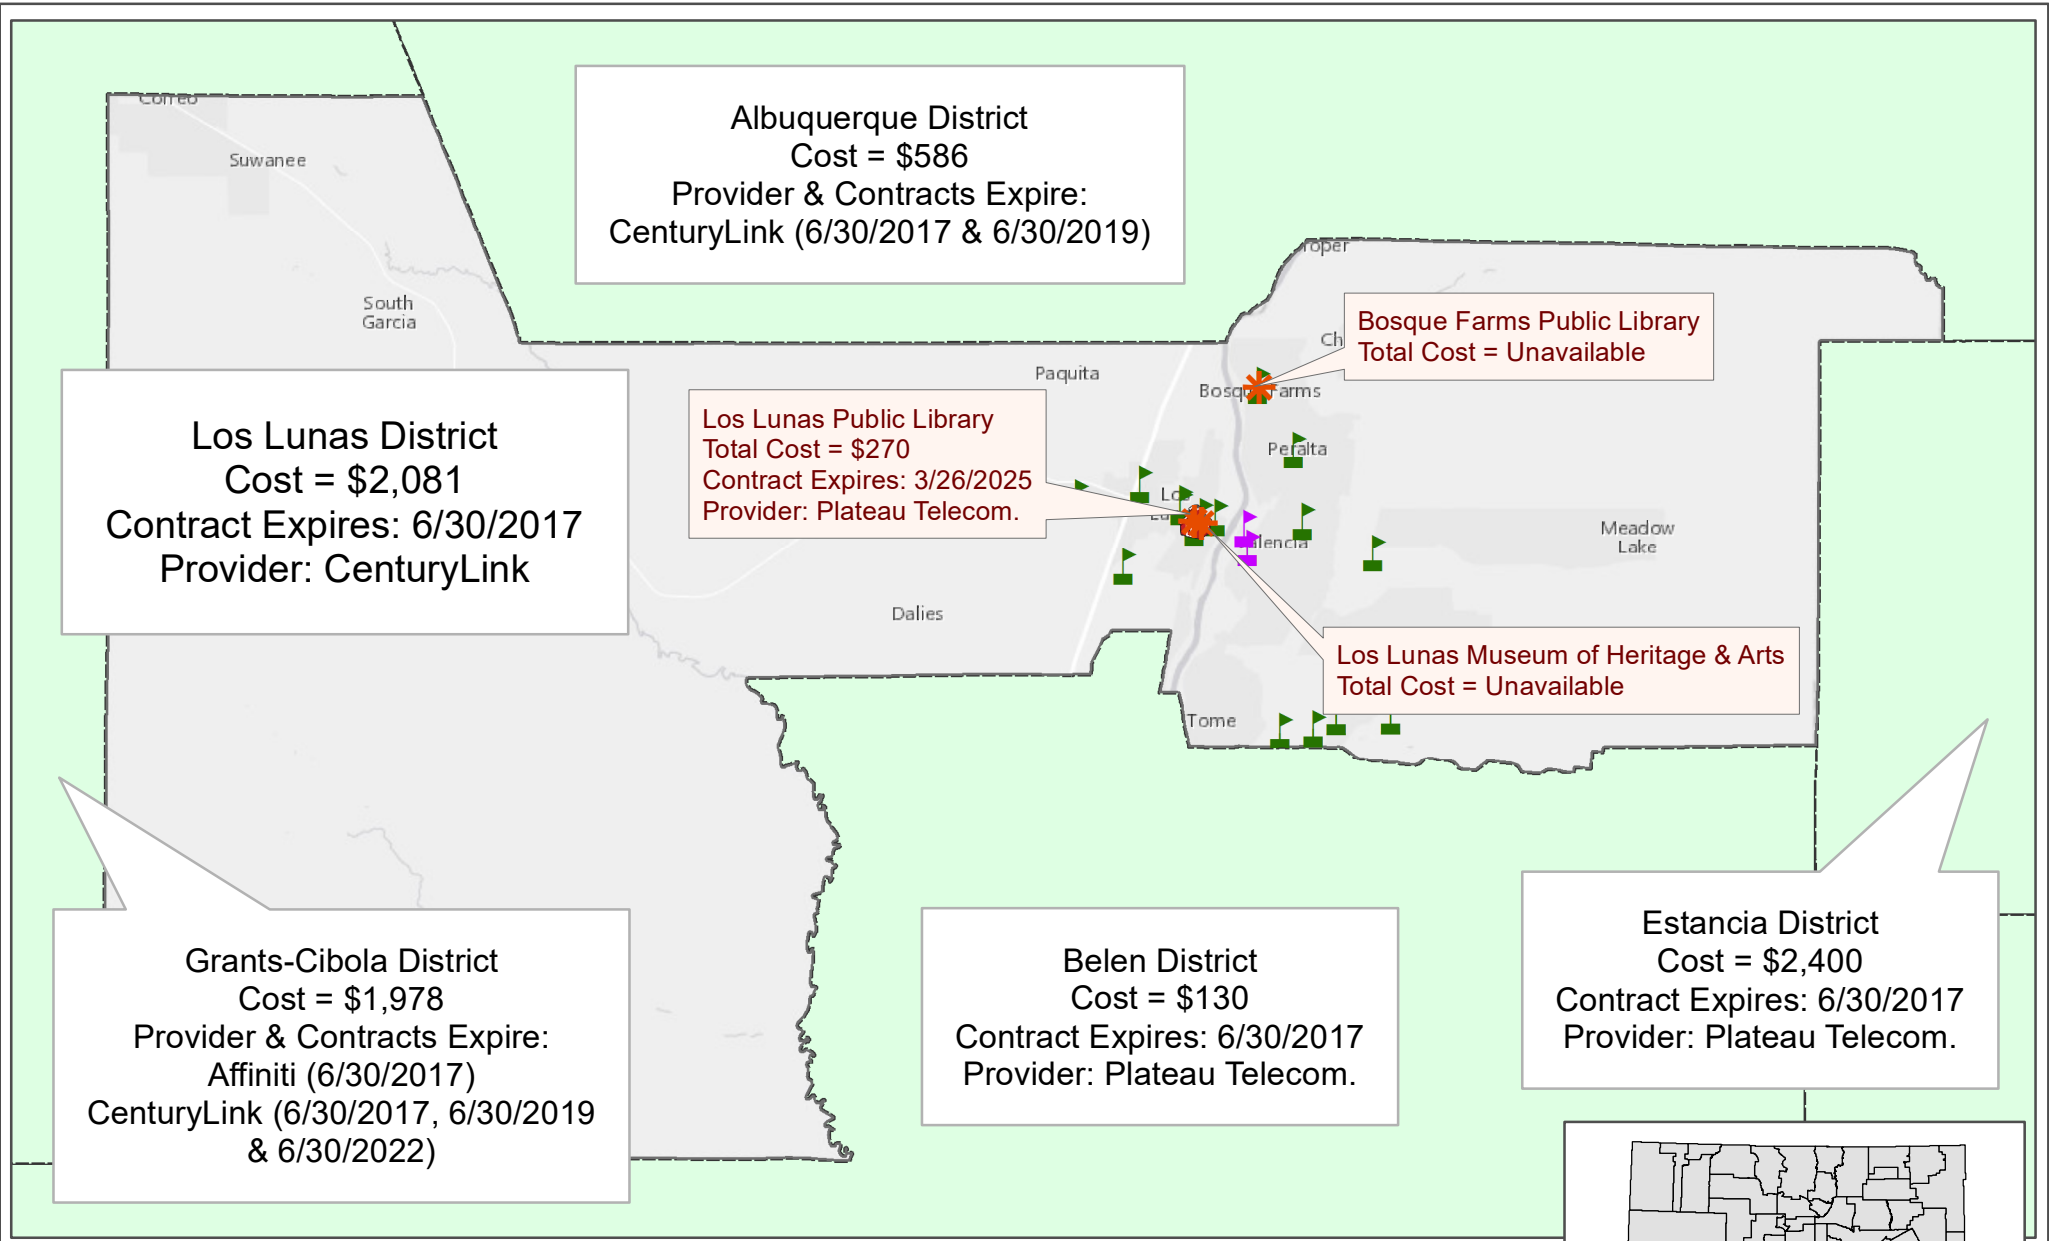 Correo
Suwanee
South
Garcia
Albuquerque District
Cost = $586
Provider & Contracts Expire:
CenturyLink (6/30/2017 & 6/30/2019)
Bosque Farms Public Library
Total Cost = Unavailable
Paquita
Bosque Farms
Peralta
Los Lunas District
Cost = $2,081
Contract Expires: 6/30/2017
Provider: CenturyLink
Los Lunas Public Library
Total Cost = $270
Contract Expires: 3/26/2025
Provider: Plateau Telecom.
Los
Valencia
Meadow
Lake
Dalies
Los Lunas Museum of Heritage & Arts
Total Cost = Unavailable
Tome
Grants-Cibola District
Cost = $1,978
Provider & Contracts Expire:
Affiniti (6/30/2017)
CenturyLink (6/30/2017, 6/30/2019
& 6/30/2022)
Belen District
Cost = $130
Contract Expires: 6/30/2017
Provider: Plateau Telecom.
Estancia District
Cost = $2,400
Contract Expires: 6/30/2017
Provider: Plateau Telecom.